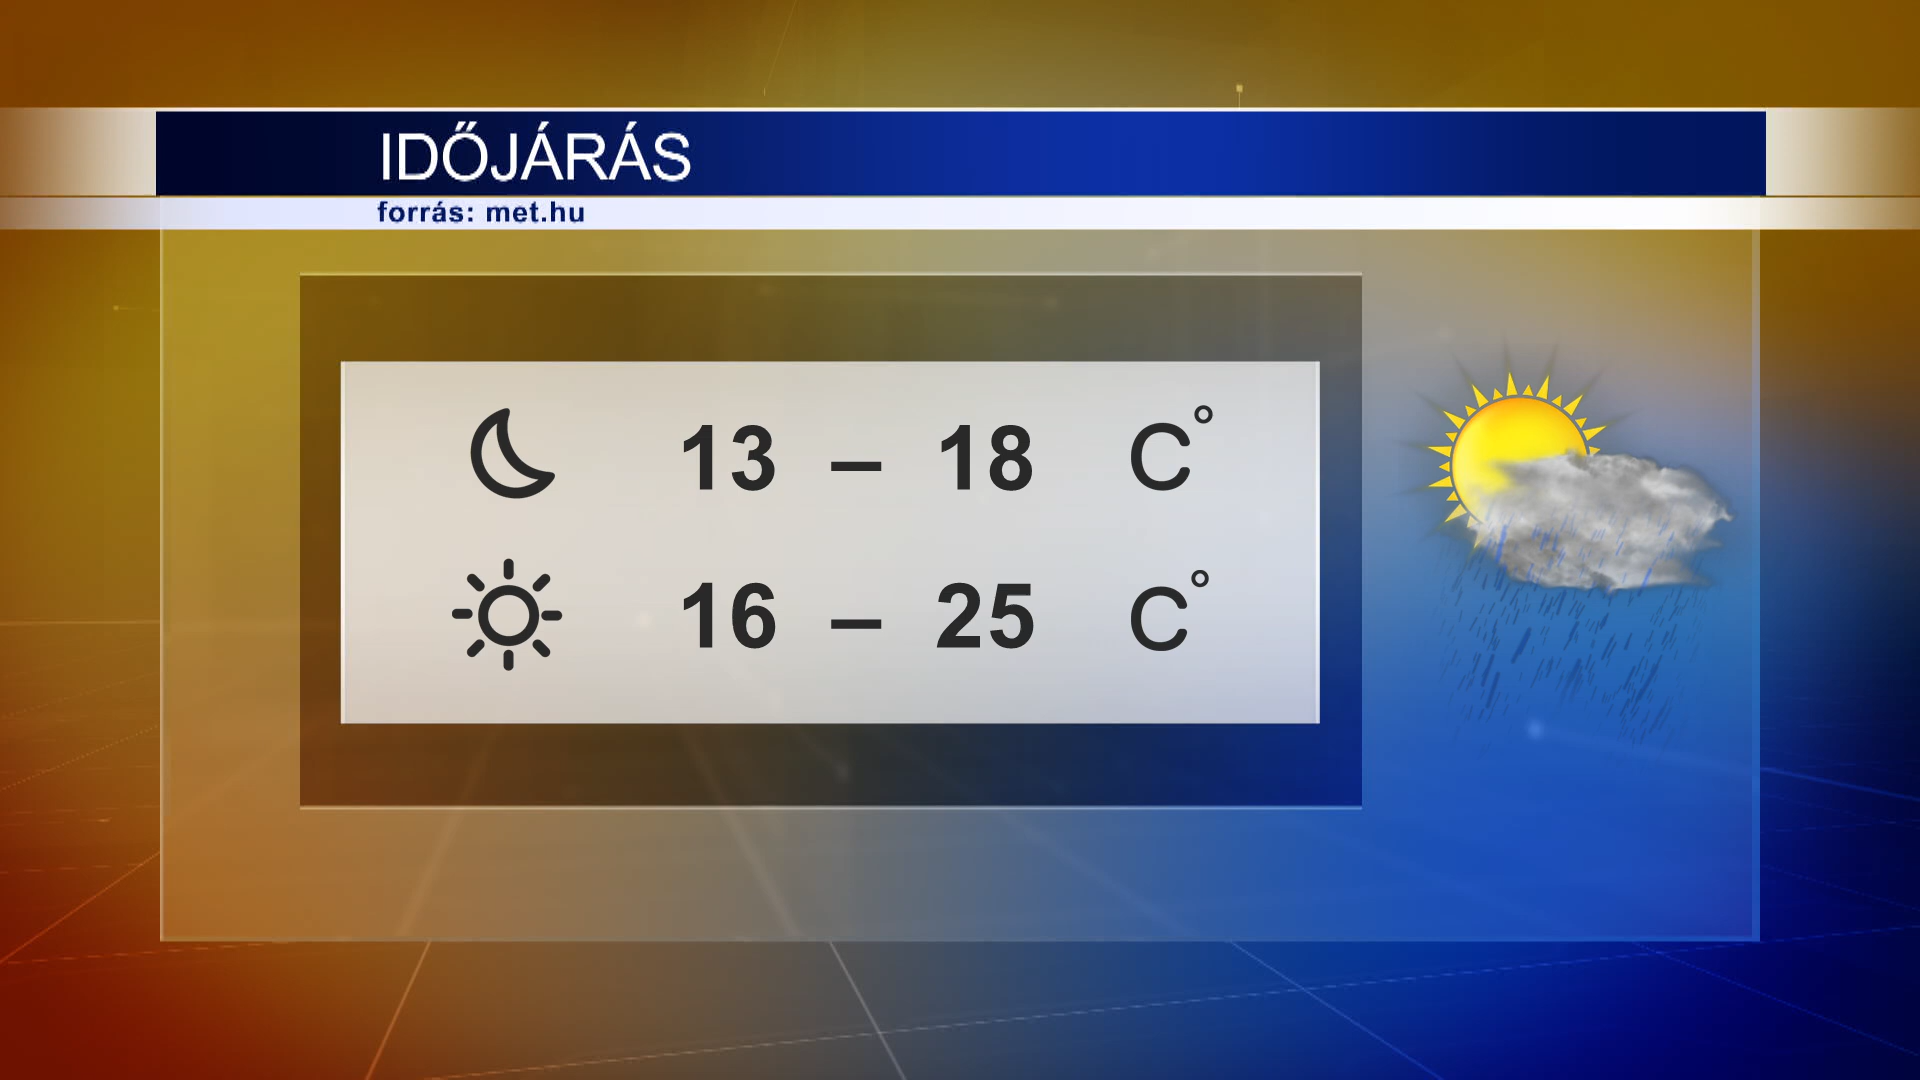 IDŐJÁRÁS
forrás: met.hu
13 – 18 C°
16 – 25 C°